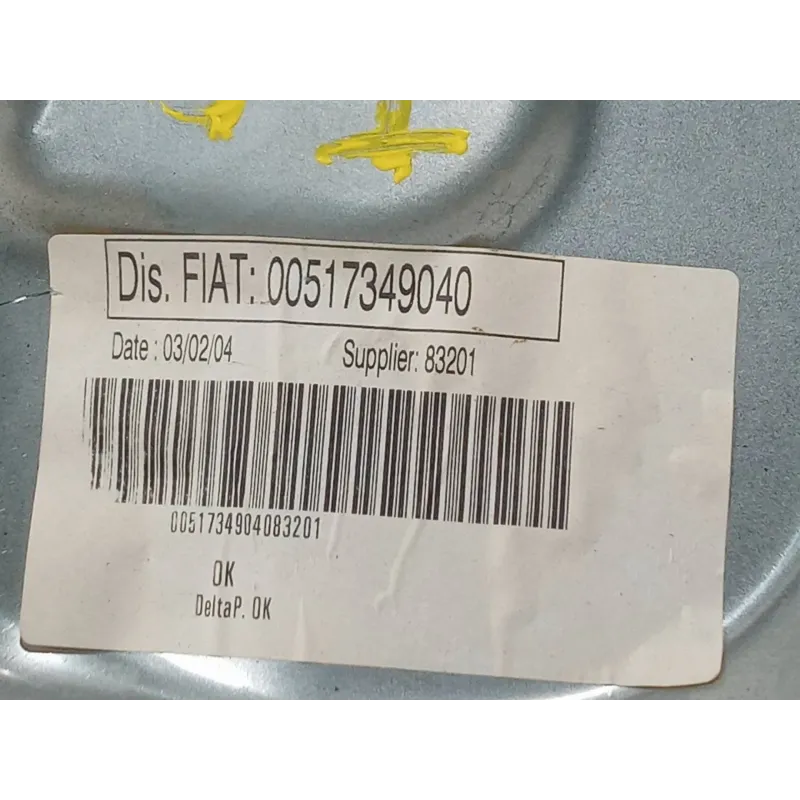 Dis. FIAT: 00517349040
Date : 03/02/04 Supplier: 83201
0051734904083201
OK
DeltaP. OK